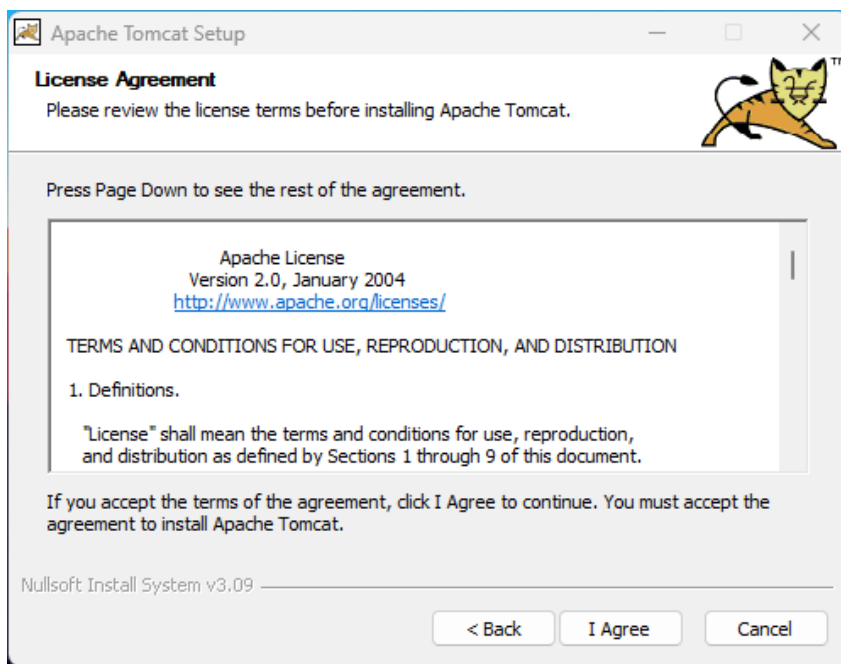 Apache Tomcat Setup
License Agreement
Please review the license terms before installing Apache Tomcat.
TM
Press Page Down to see the rest of the agreement.
Apache License
Version 2.0, January 2004
http://www.apache.org/licenses/
TERMS AND CONDITIONS FOR USE, REPRODUCTION, AND DISTRIBUTION
1. Definitions.
"License" shall mean the terms and conditions for use, reproduction,
and distribution as defined by Sections 1 through 9 of this document.
If you accept the terms of the agreement, click I Agree to continue. You must accept the
agreement to install Apache Tomcat.
Nullsoft Install System v3.09
< Back I Agree Cancel